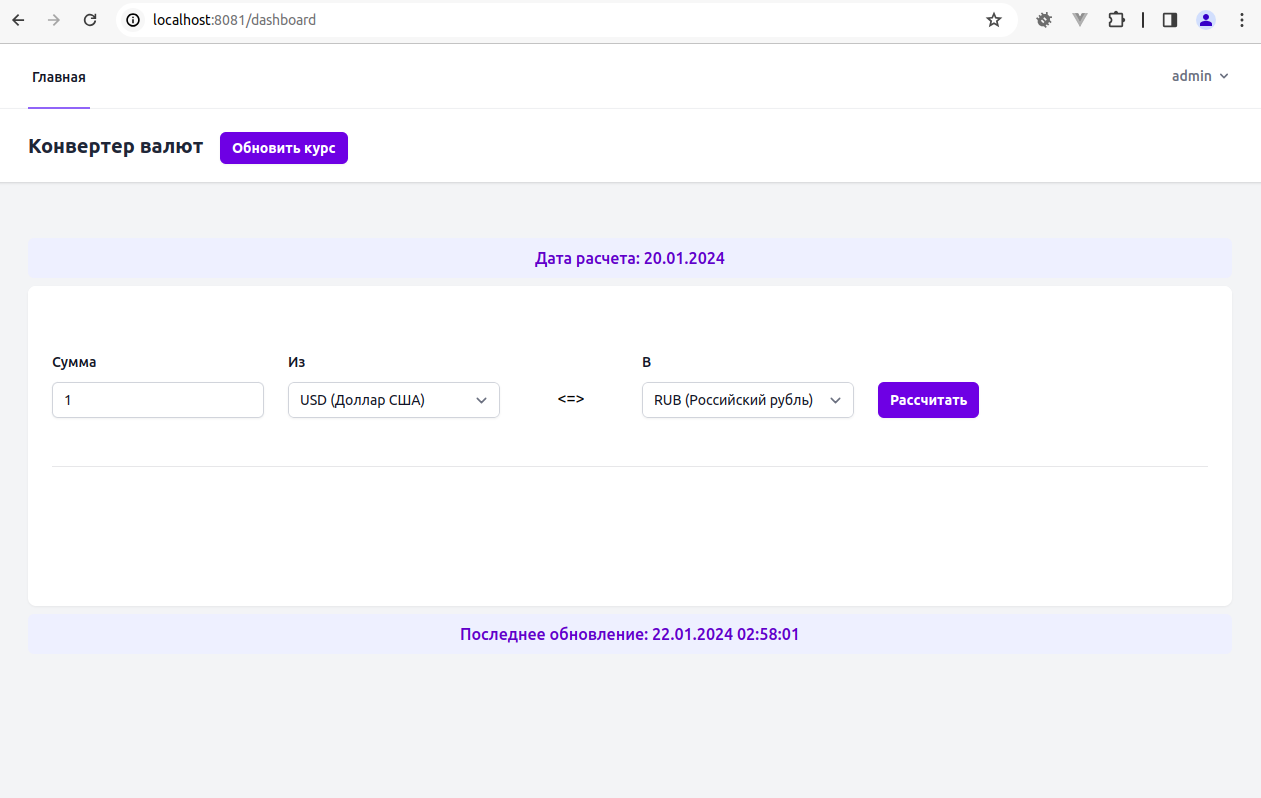 localhost:8081/dashboard
Главная
admin
Конвертер валют
Обновить курс
Дата расчета: 20.01.2024
Сумма
Из
В
1
USD (Доллар США)
<=>
RUB (Российский рубль)
Рассчитать
Последнее обновление: 22.01.2024 02:58:01